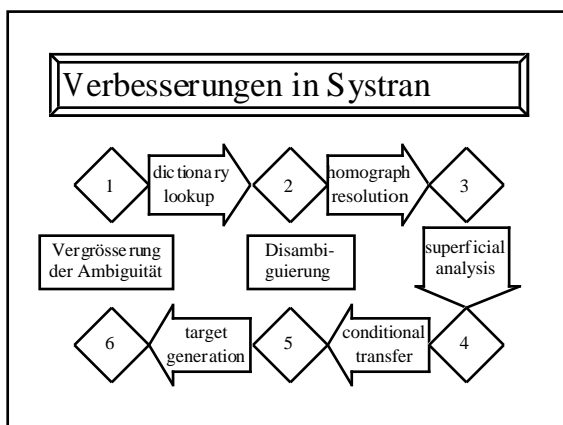 Verbesserungen in Systran
1
dictionary
lookup
2
homograph
resolution
3
Vergrösserung
der Ambiguität
Disambi-
guierung
superficial
analysis
6
target
generation
5
conditional
transfer
4